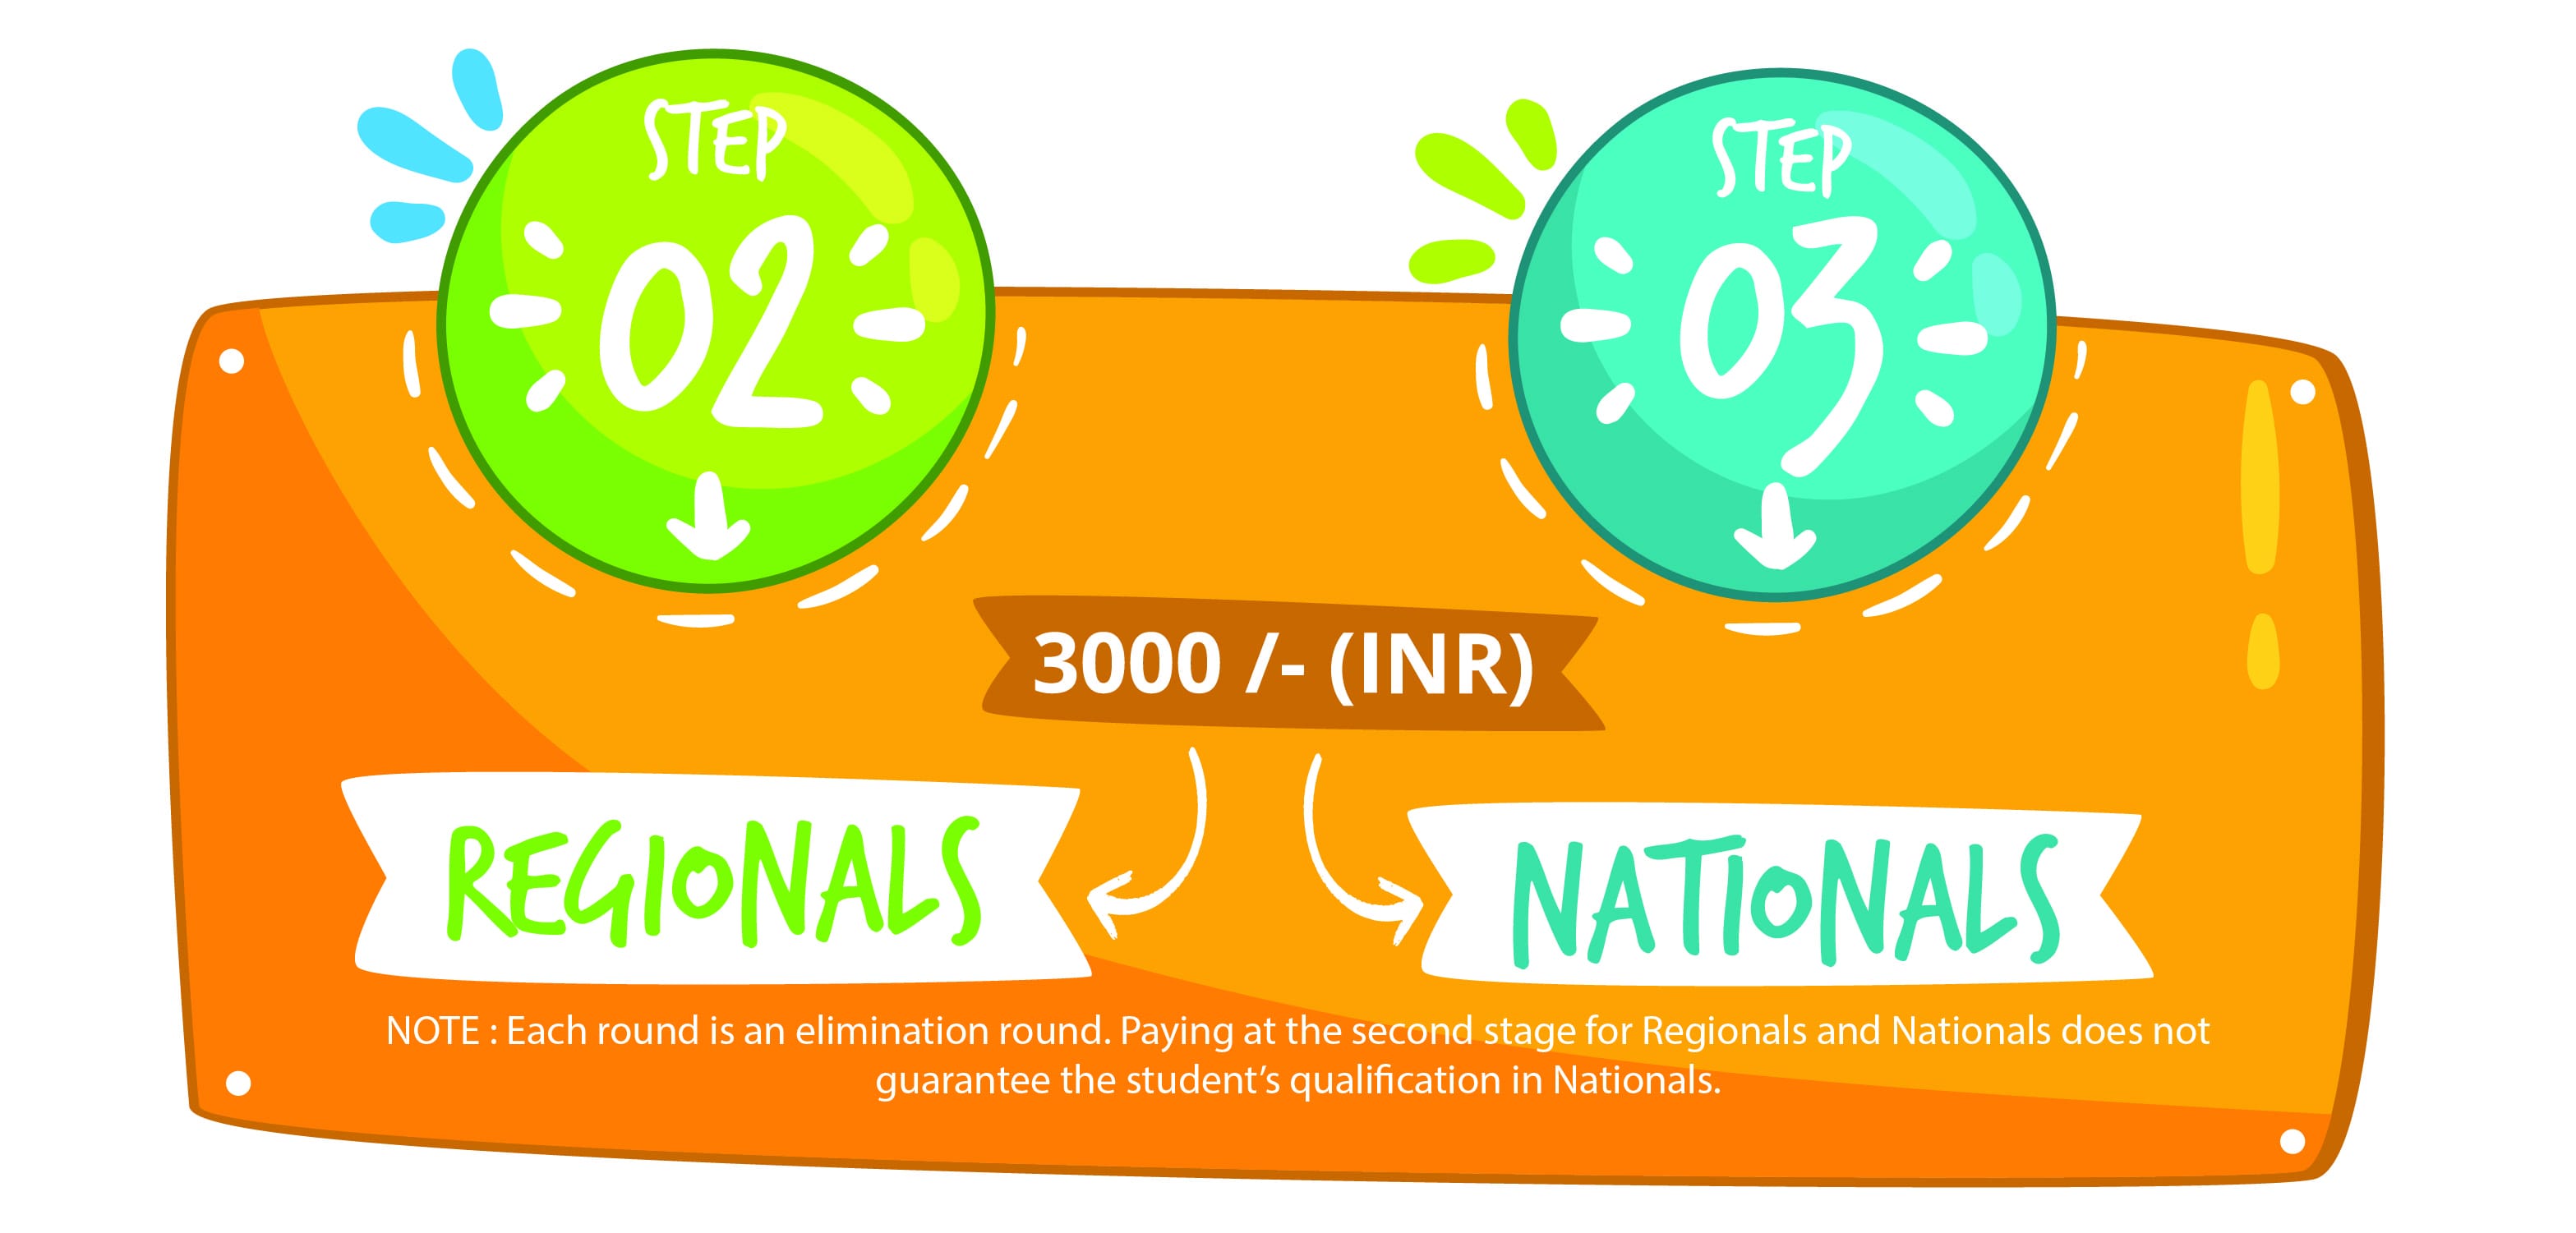 STEP
02
STEP
03
3000 /- (INR)
REGIONALS
NATIONALS
NOTE : Each round is an elimination round. Paying at the second stage for Regionals and Nationals does not
guarantee the student’s qualification in Nationals.